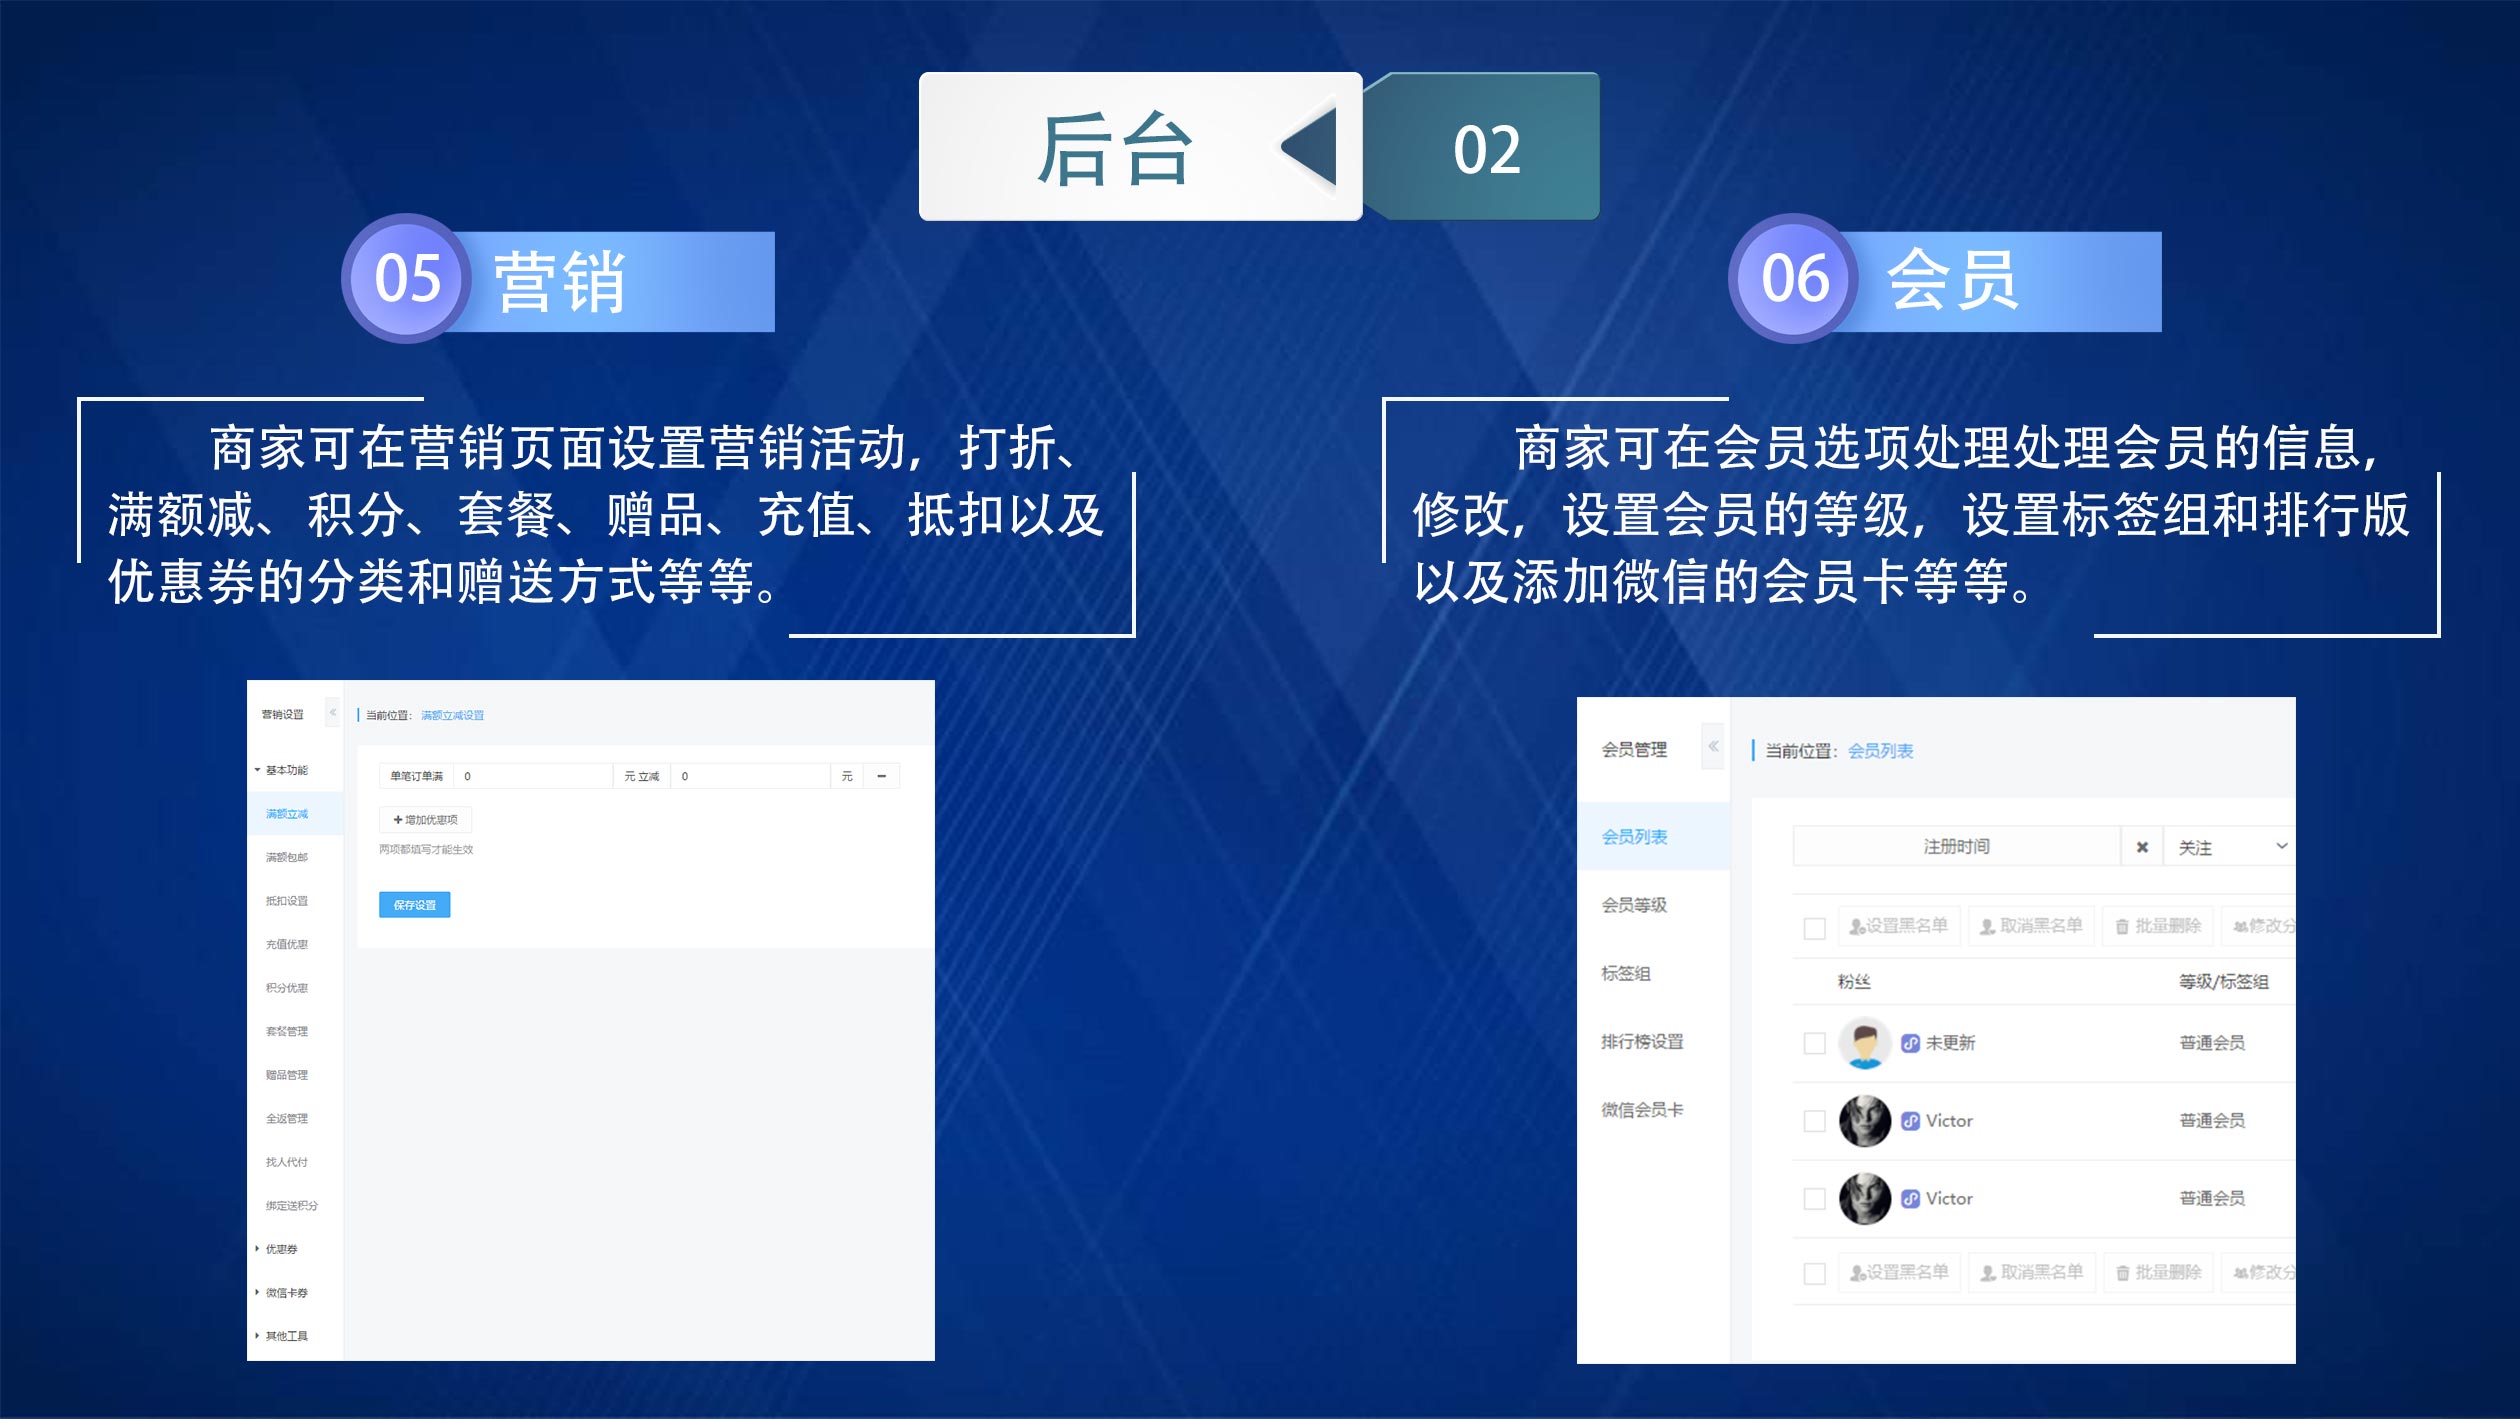 后台
02
05
营销
商家可在营销页面设置营销活动，打折、
满额减、积分、套餐、赠品、充值、抵扣以及
优惠券的分类和赠送方式等等。
营销设置
当前位置：满额立减设置
基本功能
满额立减
满额包邮
抵扣设置
充值优惠
积分优惠
套餐管理
赠品管理
全返管理
找人代付
绑定送积分
优惠券
微信卡券
其他工具
单笔订单满 0 元 立减 0 元
增加优惠项
两项都填写才能生效
保存设置
06
会员
商家可在会员选项处理处理会员的信息，
修改，设置会员的等级，设置标签组和排行版
以及添加微信的会员卡等等。
会员管理
当前位置：会员列表
会员列表
会员等级
标签组
排行榜设置
微信会员卡
注册时间 关注
设置黑名单 取消黑名单 批量删除 修改分
粉丝 等级/标签组
未更新 普通会员
Victor 普通会员
Victor 普通会员
设置黑名单 取消黑名单 批量删除 修改分